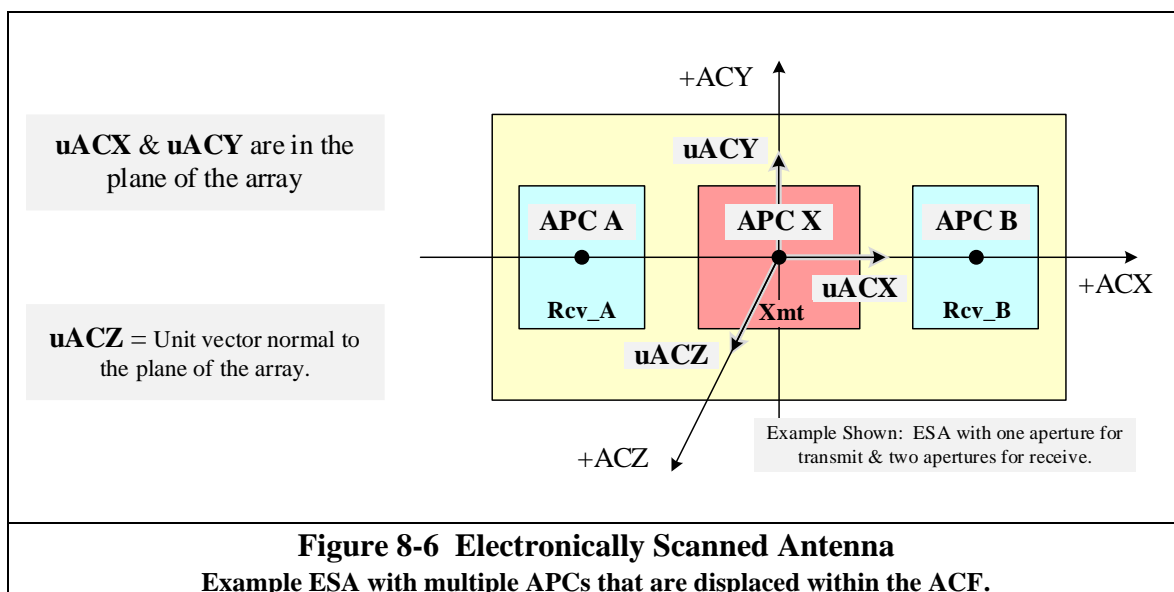 uACX & uACY are in the
plane of the array
uACZ = Unit vector normal to
the plane of the array.
+ACY
uACY
APC A
APC X
APC B
uACX
+ACX
Rcv_A
Xmt
Rcv_B
uACZ
+ACZ
Example Shown: ESA with one aperture for
transmit & two apertures for receive.
Figure 8-6 Electronically Scanned Antenna
Example ESA with multiple APCs that are displaced within the ACF.